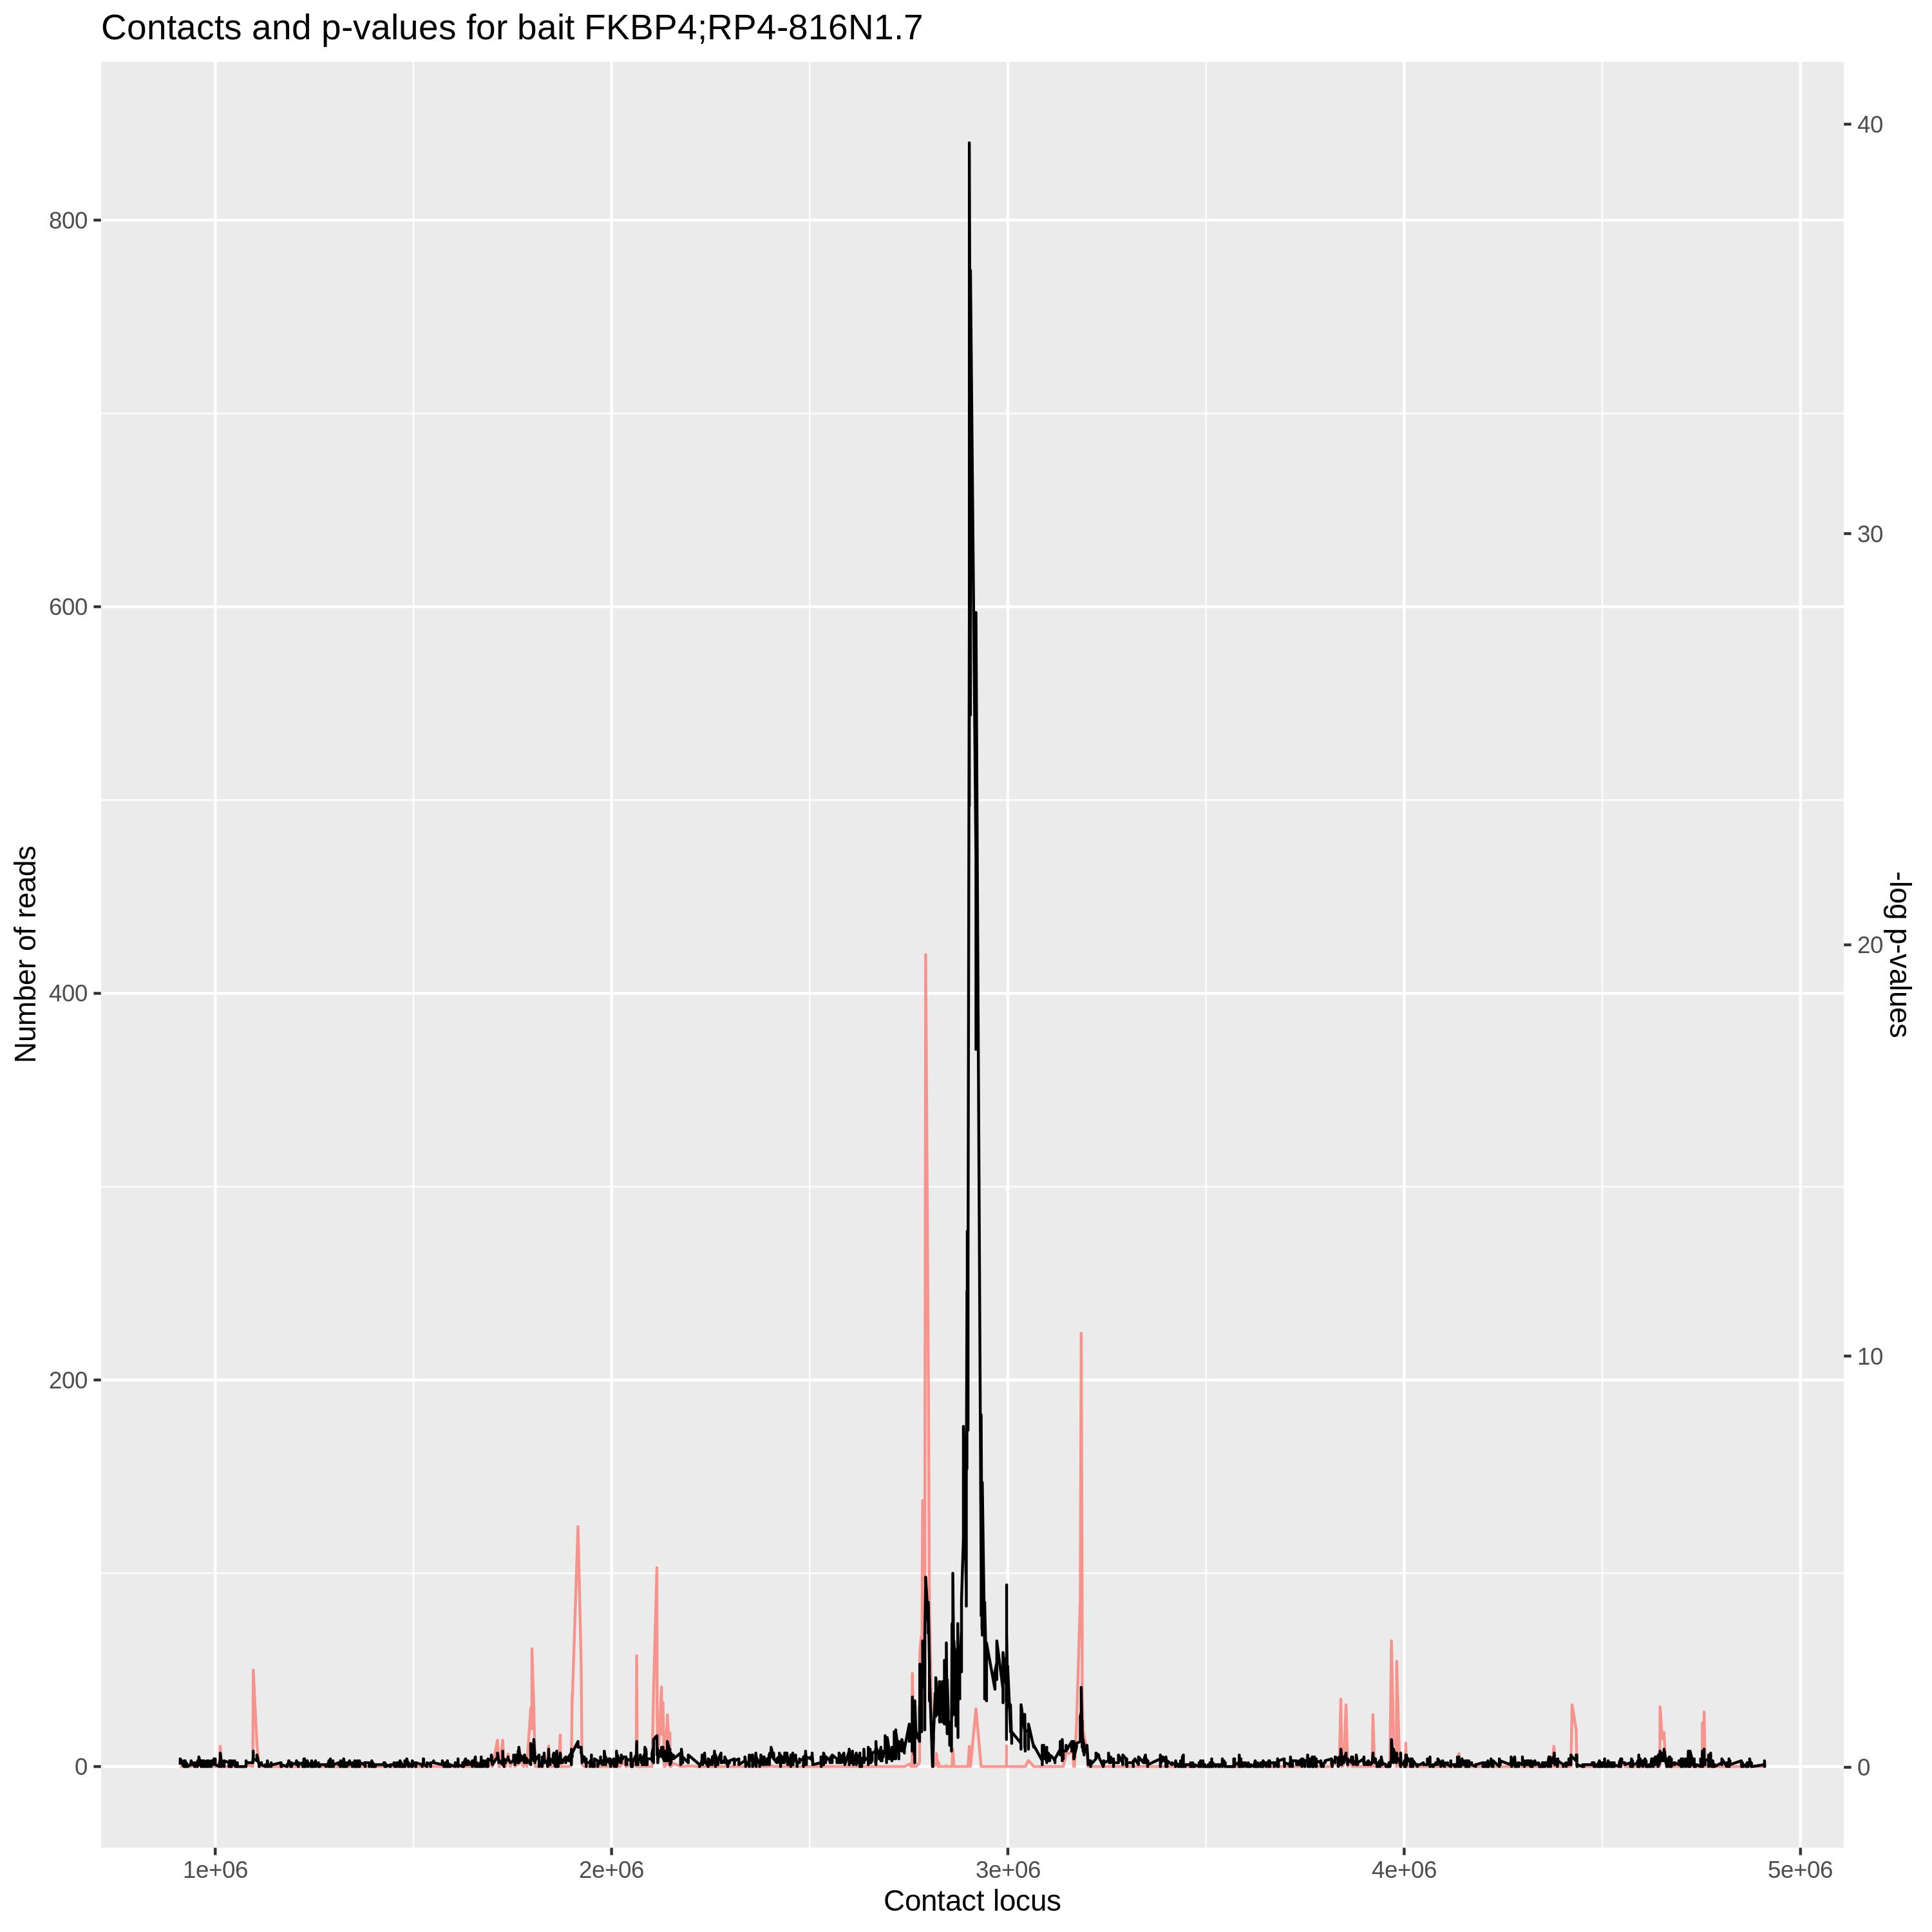 Contacts and p-values for bait FKBP4;RP4-816N1.7
40
800
30
600
Number of reads
-log p-values
20
400
10
200
0
0
1e+06
2e+06
3e+06
4e+06
5e+06
Contact locus